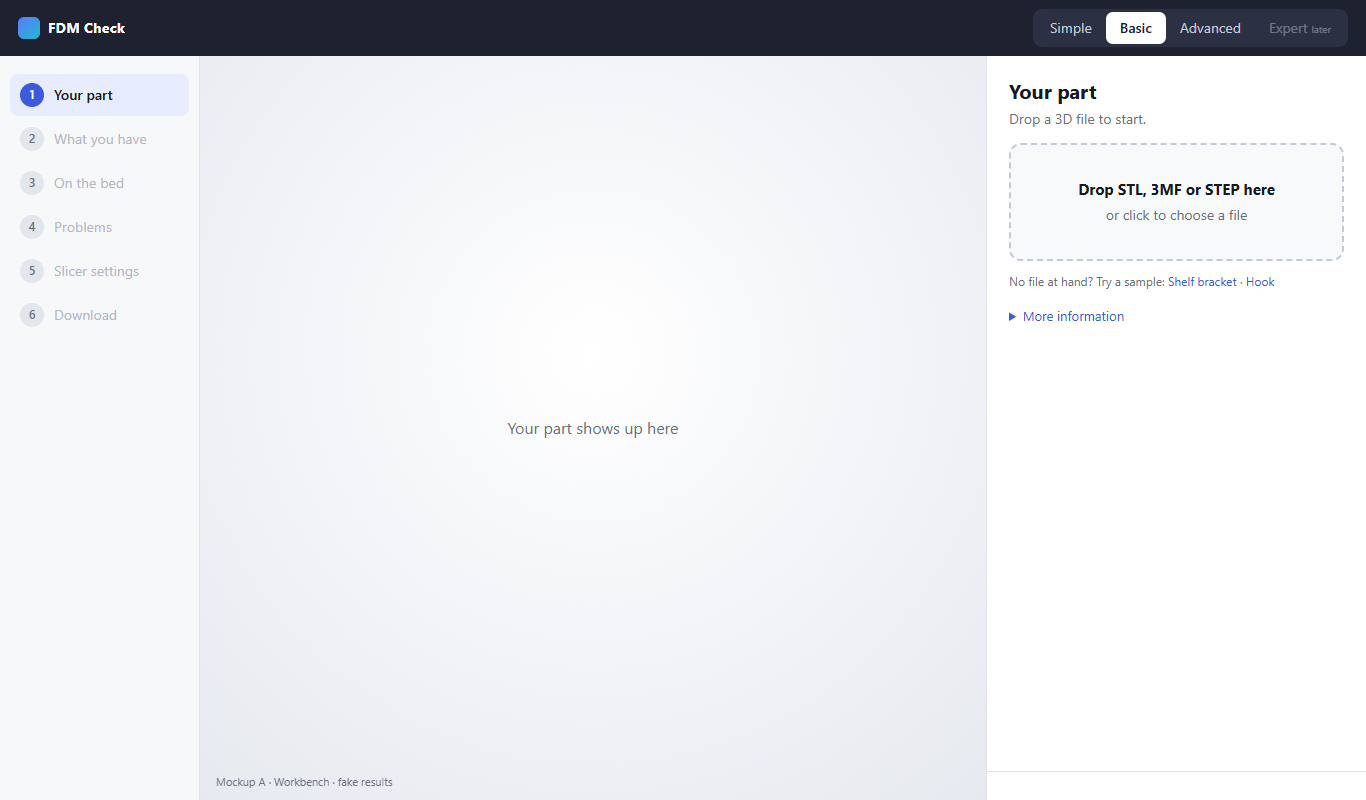 FDM Check
Simple
Basic
Advanced
Expert later
1 Your part
2 What you have
3 On the bed
4 Problems
5 Slicer settings
6 Download
Your part shows up here
Mockup A · Workbench · fake results
Your part
Drop a 3D file to start.
Drop STL, 3MF or STEP here
or click to choose a file
No file at hand? Try a sample: Shelf bracket · Hook
More information